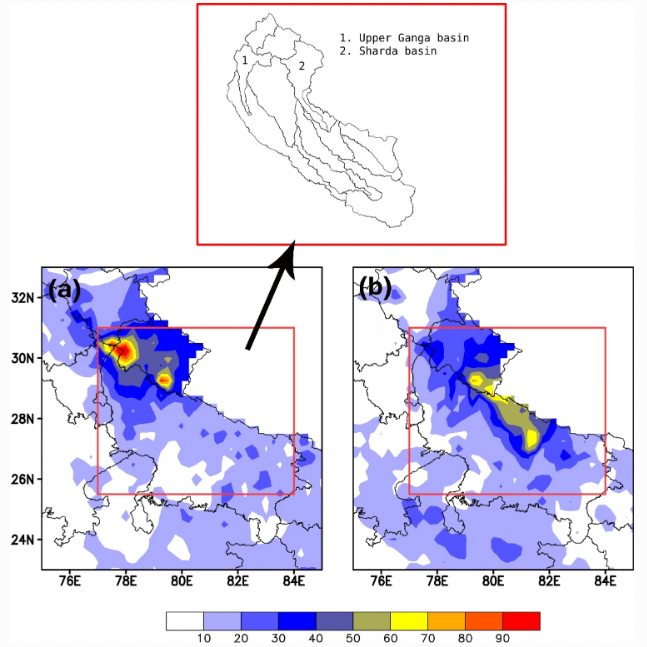 1. Upper Ganga basin
2. Sharda basin
1
2
(a)
(b)
32N
30N
28N
26N
24N
76E 78E 80E 82E 84E
76E 78E 80E 82E 84E
10 20 30 40 50 60 70 80 90